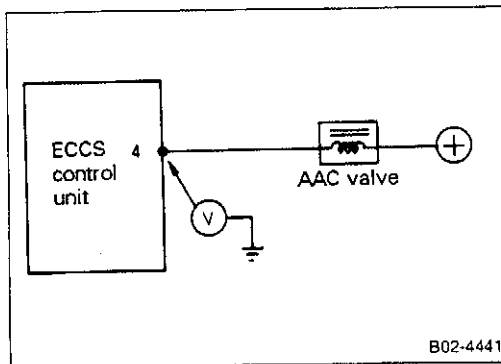 ECCS
control
unit
4
AAC valve
+
V
B02-4441